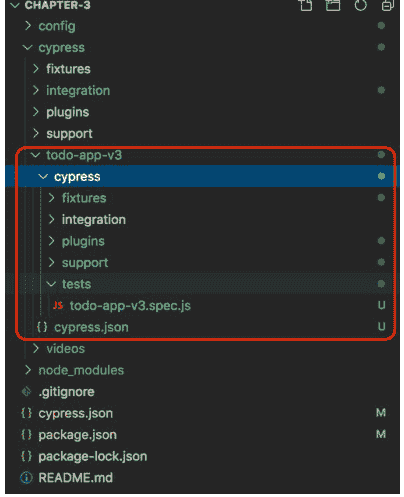 CHAPTER-3
config
cypress
fixtures
integration
plugins
support
todo-app-v3
cypress
fixtures
integration
plugins
support
tests
JS todo-app-v3.spec.js U
{} cypress.json U
videos
node_modules
.gitignore
{} cypress.json M
{} package.json M
{} package-lock.json
README.md